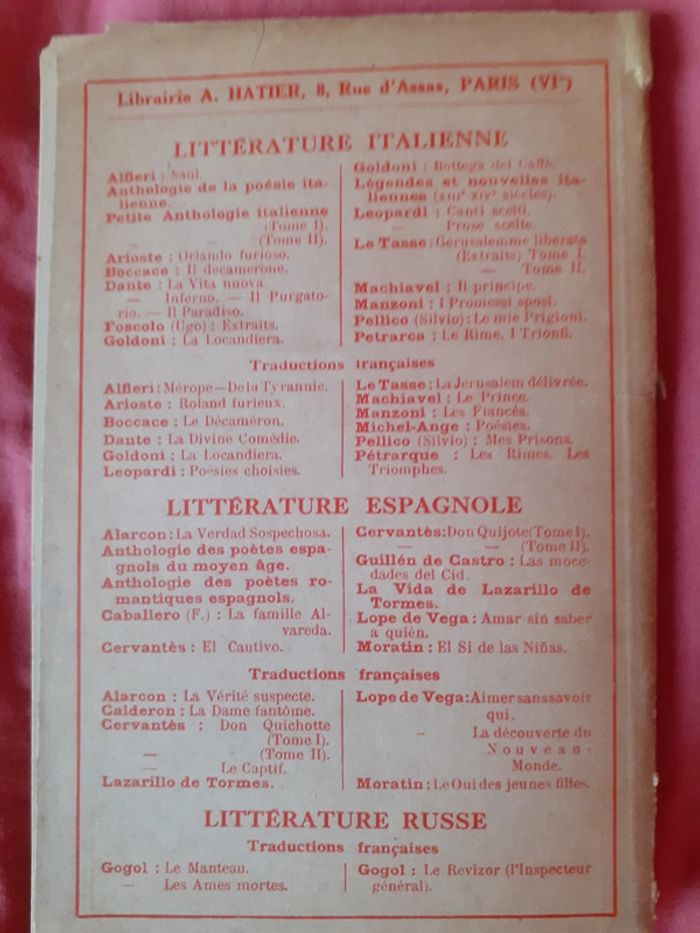 Librairie A. HATIER, 8, Rue d'Assas, PARIS (VIe)
LITTÉRATURE ITALIENNE
Alfieri : Saul.
Anthologie de la poésie ita-
lienne.
Petite Anthologie italienne
(Tome I).
— — (Tome II).
Arioste : Orlando furioso.
Boccace : Il decamerone.
Dante : La Vita nuova.
— Inferno. — Il Purgato-
rio. — Il Paradiso.
Foscolo (Ugo) : Extraits.
Goldoni : La Locandiera.
Goldoni : Bottega del Caffè.
Légendes et nouvelles ita-
liennes (XIIIe-XIVe siècles).
Leopardi : Canti scelti.
— Prose scelte.
Le Tasse : Gerusalemme liberata
(Extraits) Tome I.
— Tome II.
Machiavel : Il principe.
Manzoni : I Promessi sposi.
Pellico (Silvio) : Le mie Prigioni.
Petrarca : Le Rime. I Trionfi.
Traductions françaises
Alfieri : Mérope — De la Tyrannie.
Arioste : Roland furieux.
Boccace : Le Décaméron.
Dante : La Divine Comédie.
Goldoni : La Locandiera.
Leopardi : Poésies choisies.
Le Tasse : La Jérusalem délivrée.
Machiavel : Le Prince.
Manzoni : Les Fiancés.
Michel-Ange : Poésies.
Pellico (Silvio) : Mes Prisons.
Pétrarque : Les Rimes. Les
Triomphes.
LITTÉRATURE ESPAGNOLE
Alarcon : La Verdad Sospechosa.
Anthologie des poètes espa-
gnols du moyen âge.
Anthologie des poètes ro-
mantiques espagnols.
Caballero (F.) : La famille Al-
vareda.
Cervantès : El Cautivo.
Cervantès : Don Quijote (Tome I).
— — (Tome II).
Guillén de Castro : Las moce-
dades del Cid.
La Vida de Lazarillo de
Tormes.
Lope de Vega : Amar sin saber
a quién.
Moratin : El Si de las Niñas.
Traductions françaises
Alarcon : La Vérité suspecte.
Calderon : La Dame fantôme.
Cervantès : Don Quichotte
(Tome I).
— (Tome II).
— Le Captif.
Lazarillo de Tormes.
Lope de Vega : Aimer sans savoir
qui.
— La découverte du
Nouveau-
Monde.
Moratin : Le Oui des jeunes filles.
LITTÉRATURE RUSSE
Traductions françaises
Gogol : Le Manteau.
— Les Ames mortes.
Gogol : Le Revizor (l'Inspecteur
général).